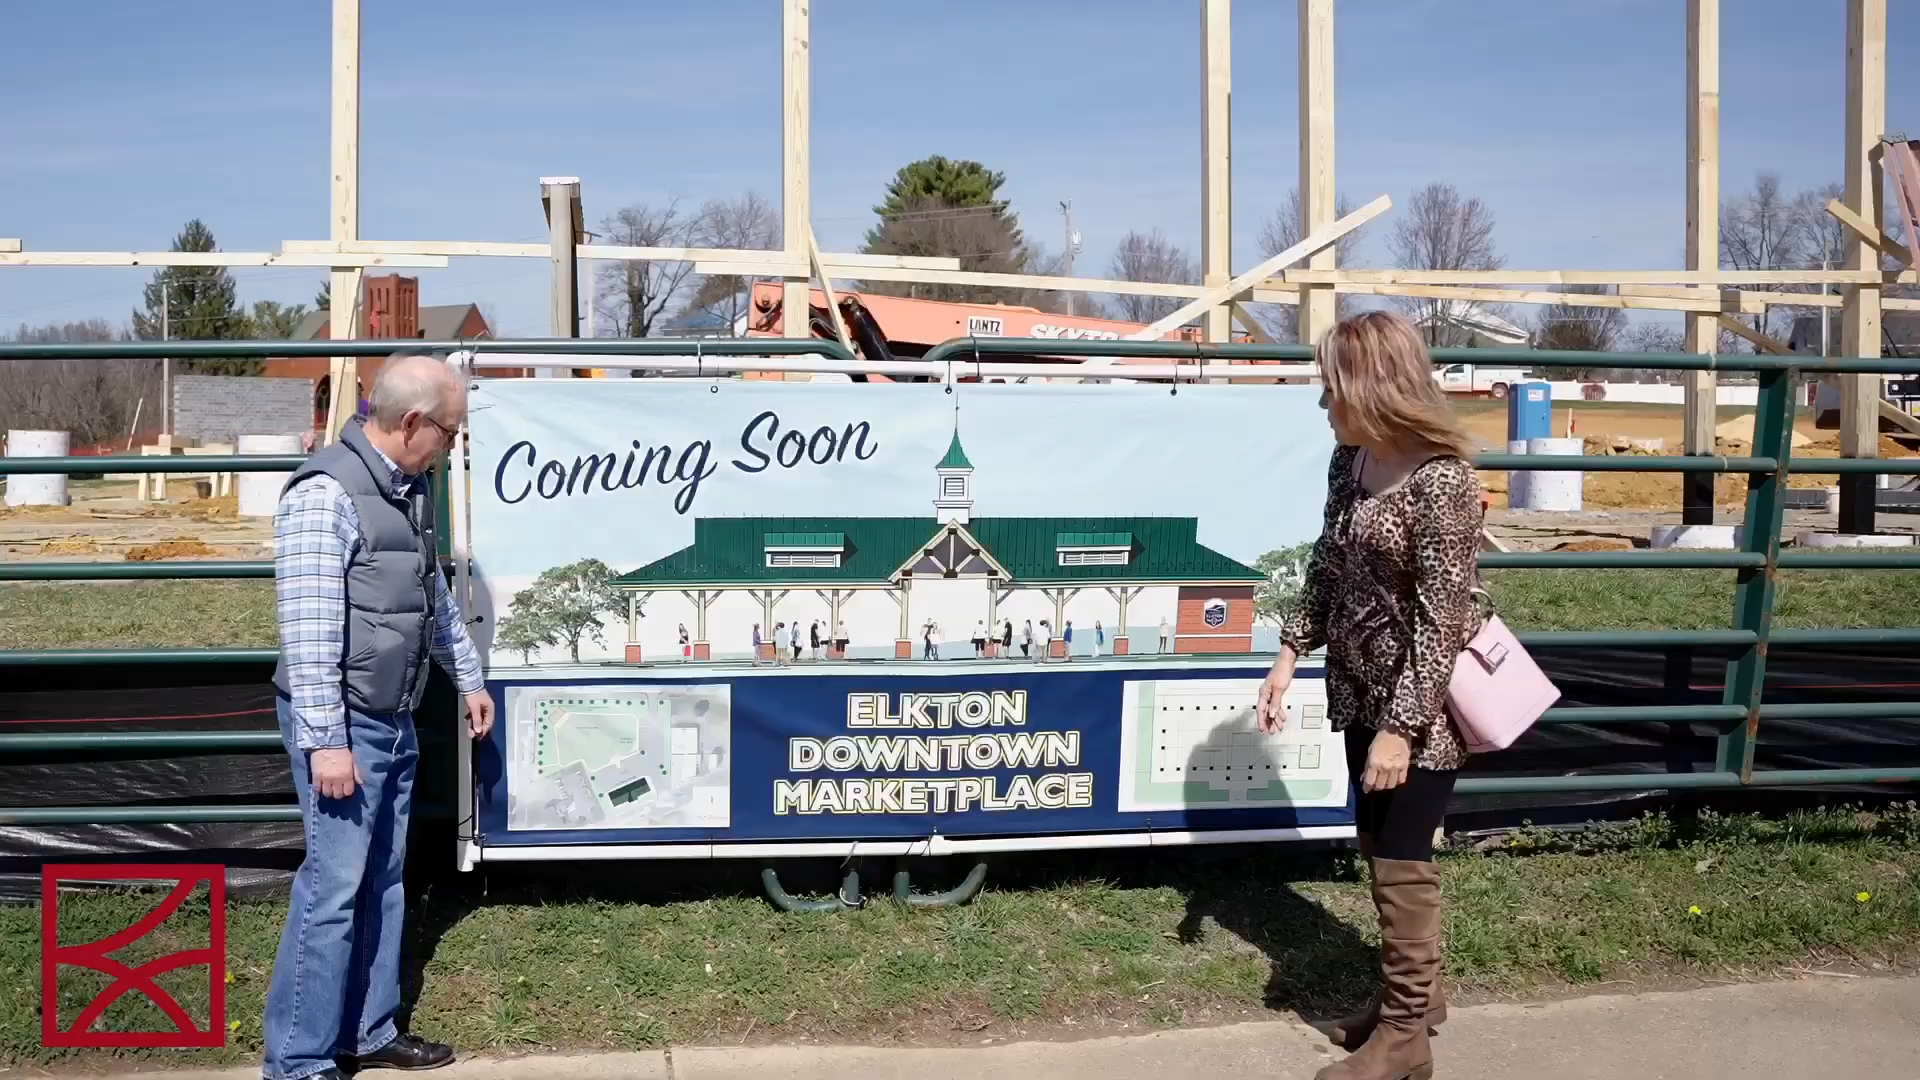 LANTZ
Coming Soon
ELKTON
DOWNTOWN
MARKETPLACE